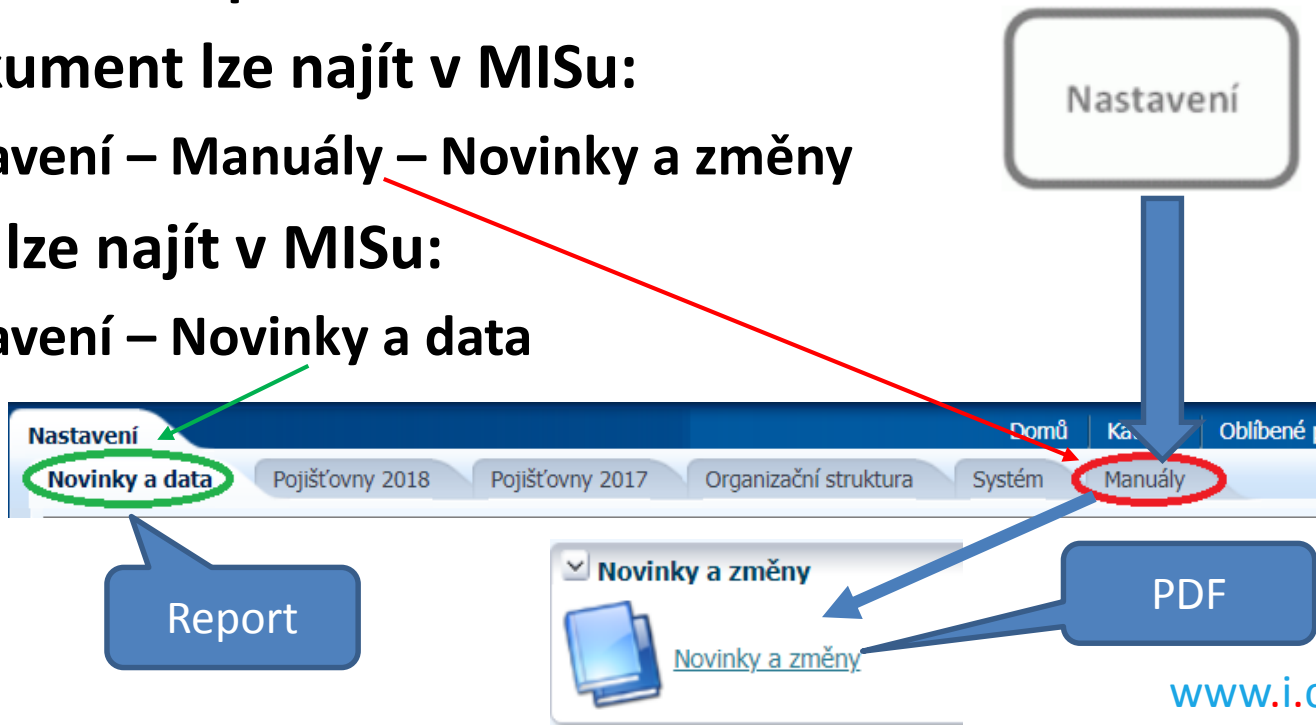 kument lze najít v MISu:
Nastavení
avení – Manuály – Novinky a změny
lze najít v MISu:
avení – Novinky a data
Nastavení
Domů
Oblíbené
Novinky a data
Pojišťovny 2018
Pojišťovny 2017
Organizační struktura
Systém
Manuály
Novinky a změny
Report
PDF
Novinky a změny
www.i.